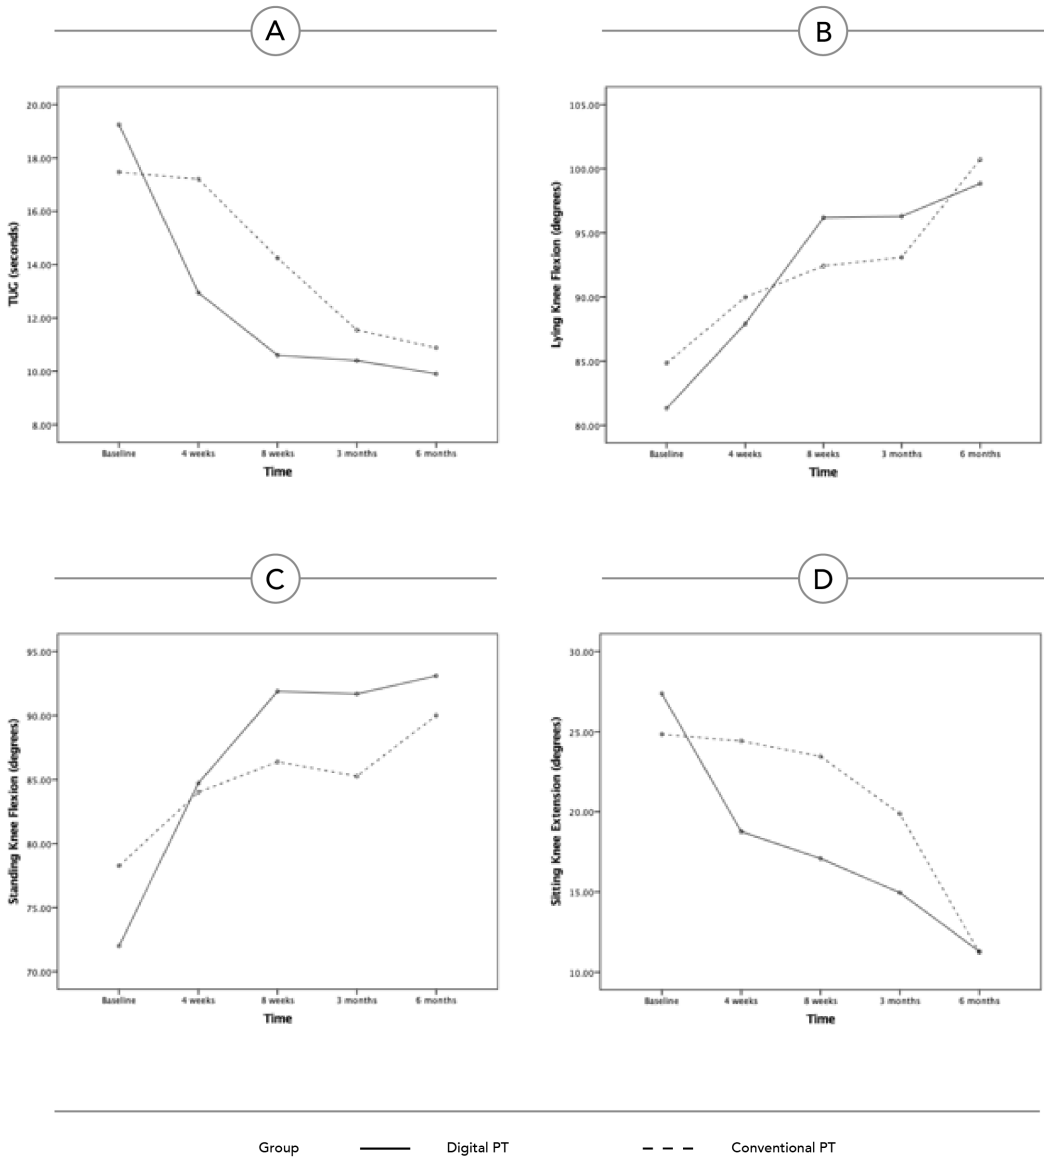 A
B
20.00
18.00
16.00
14.00
12.00
10.00
8.00
TUG (seconds)
Baseline 4 weeks 8 weeks 3 months 6 months
Time
105.00
100.00
95.00
90.00
85.00
80.00
Lying Knee Flexion (degrees)
Baseline 4 weeks 8 weeks 3 months 6 months
Time
C
D
95.00
90.00
85.00
80.00
75.00
70.00
Standing Knee Flexion (degrees)
Baseline 4 weeks 8 weeks 3 months 6 months
Time
30.00
25.00
20.00
15.00
10.00
Sitting Knee Extension (degrees)
Baseline 4 weeks 8 weeks 3 months 6 months
Time
Group Digital PT Conventional PT